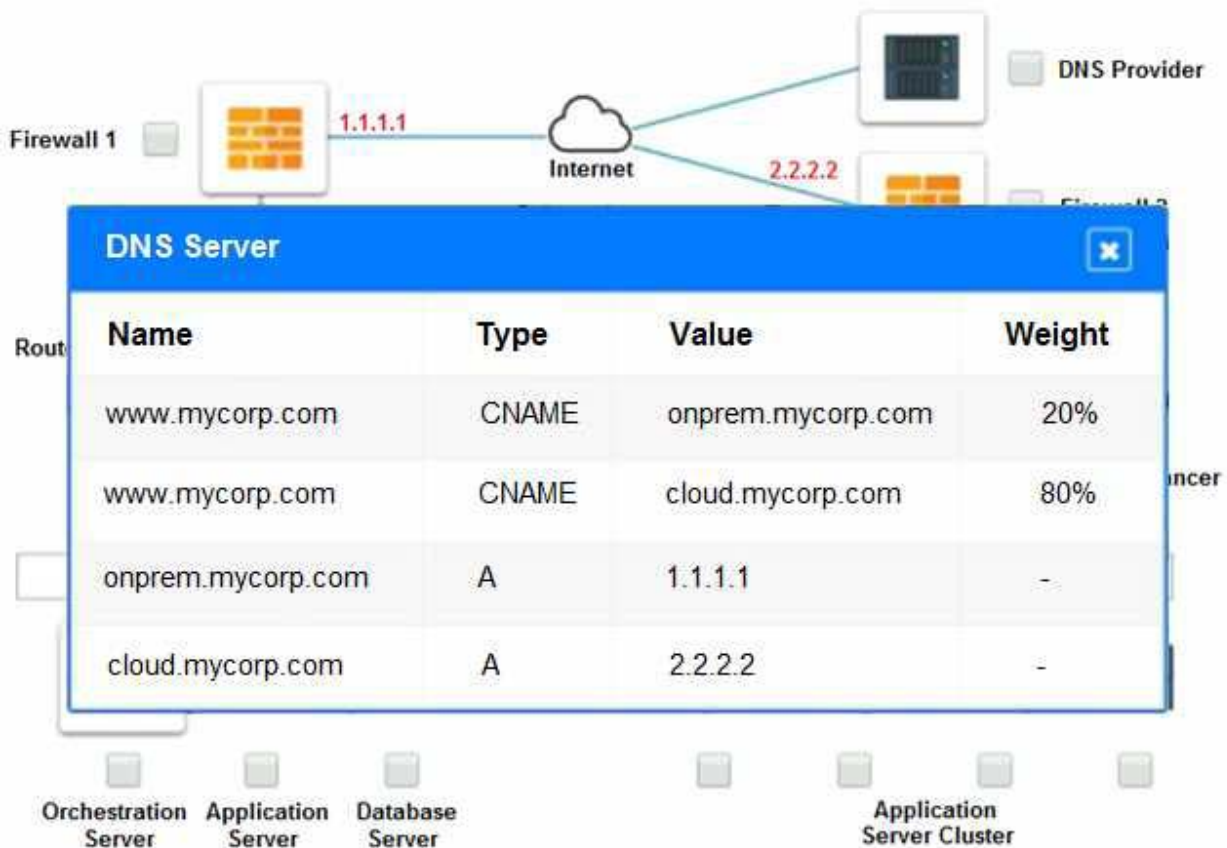 DNS Provider
Firewall 1
1.1.1.1
Internet
2.2.2.2
DNS Server
Name Type Value Weight
www.mycorp.com CNAME onprem.mycorp.com 20%
www.mycorp.com CNAME cloud.mycorp.com 80%
onprem.mycorp.com A 1.1.1.1 -
cloud.mycorp.com A 2.2.2.2 -
Orchestration Server
Application Server
Database Server
Application Server Cluster